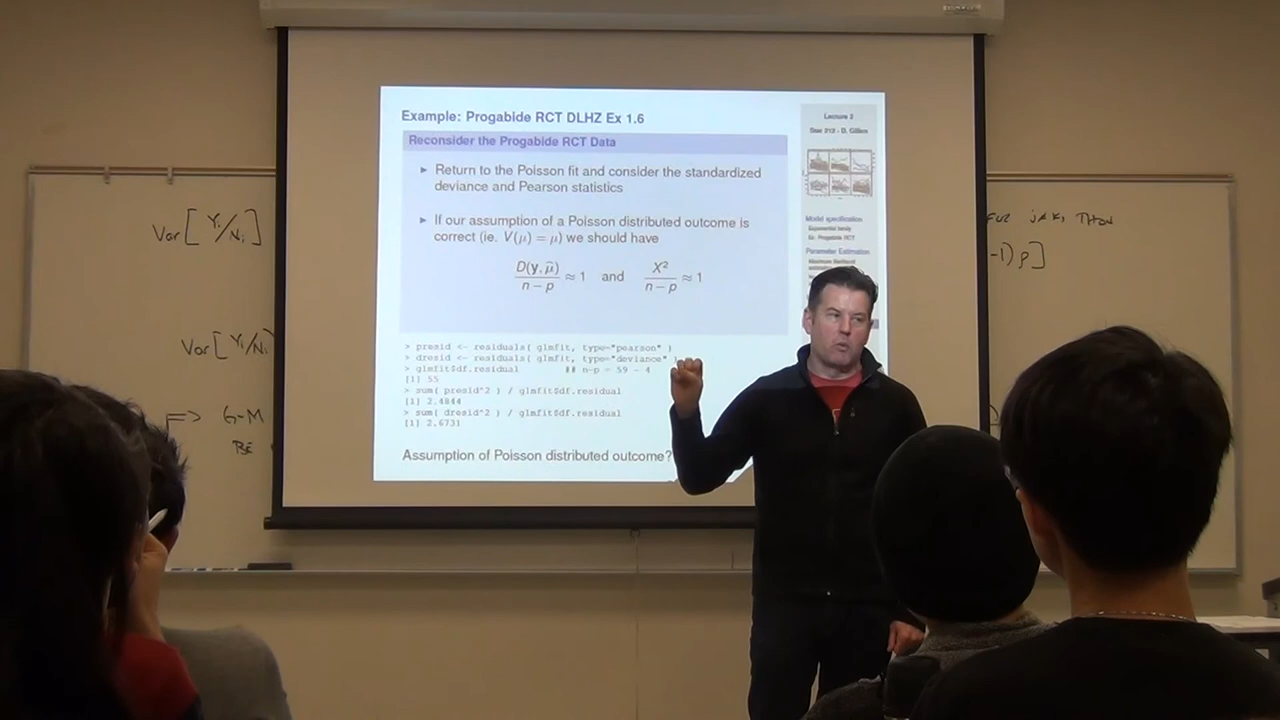 Example: Progabide RCT DLHZ Ex 1.6
Reconsider the Progabide RCT Data
► Return to the Poisson fit and consider the standardized
deviance and Pearson statistics
► If our assumption of a Poisson distributed outcome is
correct (ie. V(μ) = μ) we should have
D(y, μ̂) / n − p ≈ 1 and X² / n − p ≈ 1
> presid <- residuals( glmfit, type="pearson" )
> dresid <- residuals( glmfit, type="deviance" )
> glmfit$df.residual ## n-p = 59 - 4
[1] 55
> sum( presid^2 ) / glmfit$df.residual
[1] 2.4844
> sum( dresid^2 ) / glmfit$df.residual
[1] 2.6731
Assumption of Poisson distributed outcome?
Lecture 2
Stat 212 - D. Gillen
Model specification
Exponential family
Ex: Progabide RCT
Parameter Estimation
Maximum likelihood
Var[Yi/Ni]
Var[Yi/Ni
=> G-M
BE
FOR j≠k, THEN
-1)ρ]